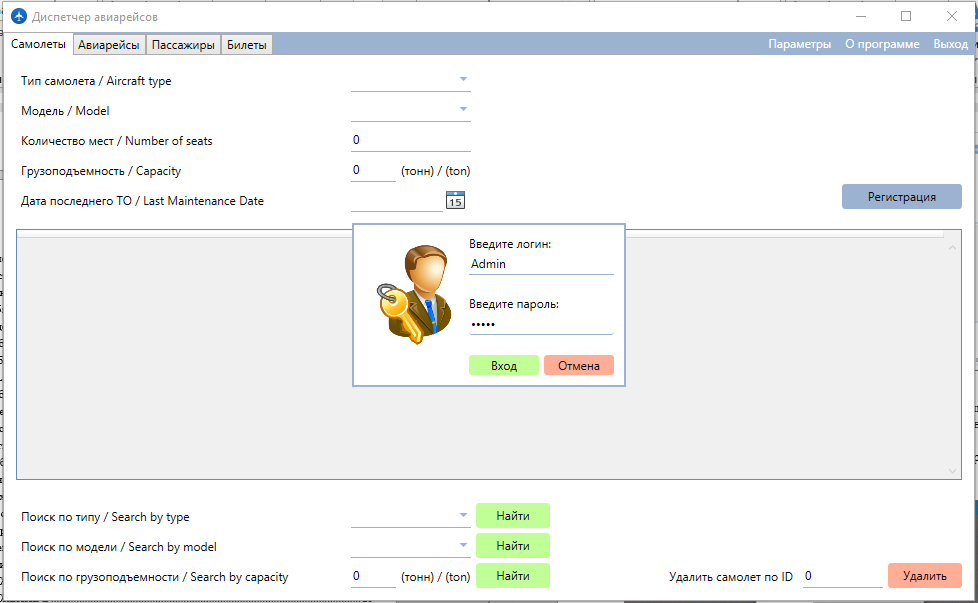 Диспетчер авиарейсов
Самолеты Авиарейсы Пассажиры Билеты Параметры О программе Выход
Тип самолета / Aircraft type
Модель / Model
Количество мест / Number of seats 0
Грузоподъемность / Capacity 0 (тонн) / (ton)
Дата последнего ТО / Last Maintenance Date 15
Регистрация
Введите логин:
Admin
Введите пароль:
•••••
Вход Отмена
Поиск по типу / Search by type Найти
Поиск по модели / Search by model Найти
Поиск по грузоподъемности / Search by capacity 0 (тонн) / (ton) Найти Удалить самолет по ID 0 Удалить